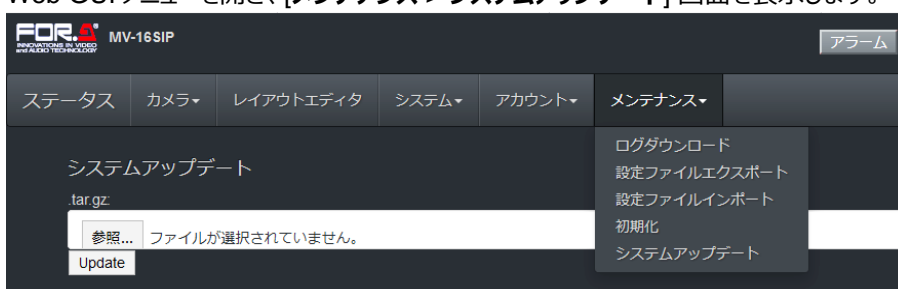 Web GUI メニューを開き、[メンテナンス > システムアップデート] 画面を表示します。
FOR.A
INNOVATIONS IN VIDEO
and AUDIO TECHNOLOGY
MV-16SIP
アラーム
ステータス カメラ▾ レイアウトエディタ システム▾ アカウント▾ メンテナンス▾
ログダウンロード
設定ファイルエクスポート
設定ファイルインポート
初期化
システムアップデート
システムアップデート
.tar.gz:
参照... ファイルが選択されていません。
Update